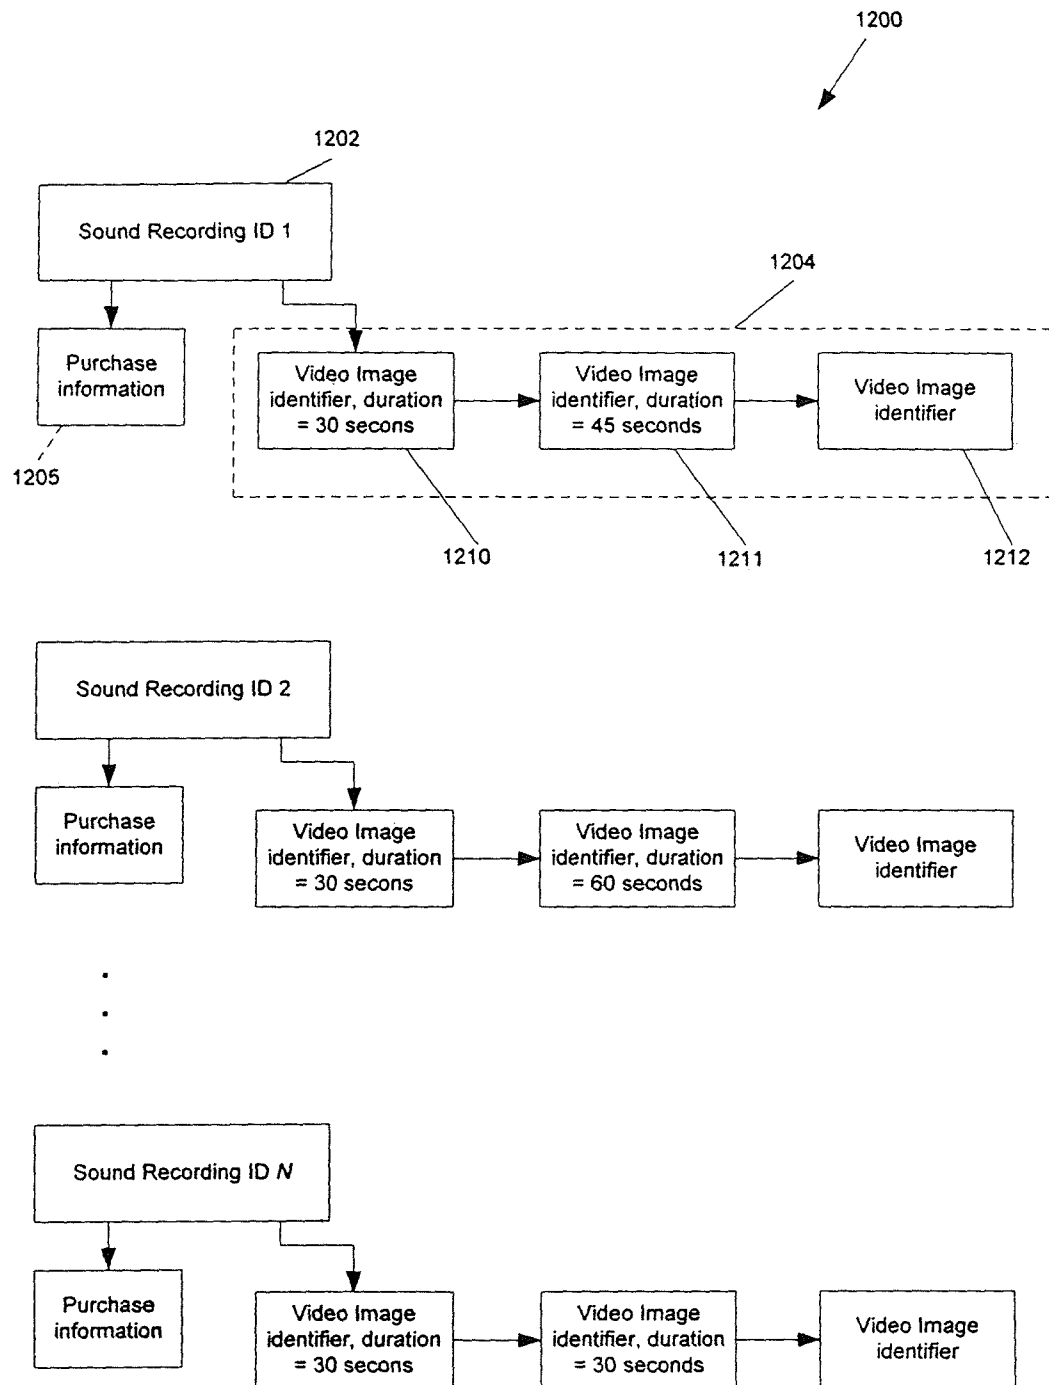 1200
1202
Sound Recording ID 1
1204
Purchase
information
Video Image
identifier, duration
= 30 secons
Video Image
identifier, duration
= 45 seconds
Video Image
identifier
1205
1210
1211
1212
Sound Recording ID 2
Purchase
information
Video Image
identifier, duration
= 30 secons
Video Image
identifier, duration
= 60 seconds
Video Image
identifier
Sound Recording ID N
Purchase
information
Video Image
identifier, duration
= 30 secons
Video Image
identifier, duration
= 30 seconds
Video Image
identifier